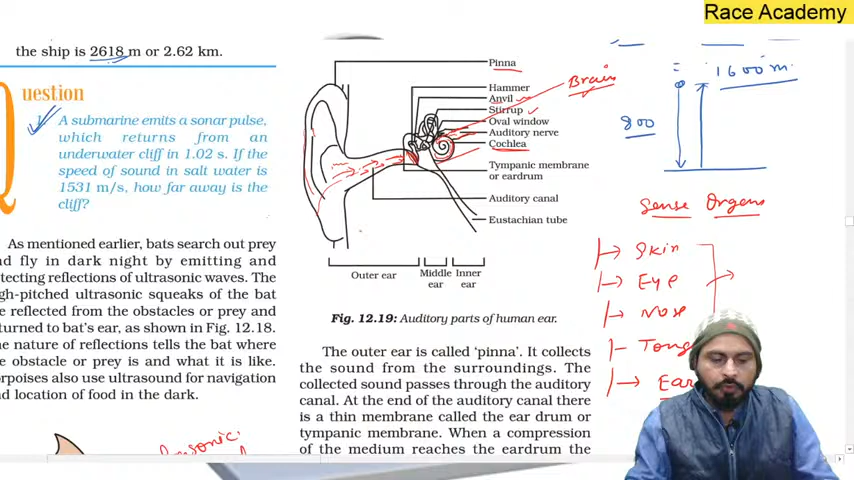 Race Academy
the ship is 2618 m or 2.62 km.
uestion
1. A submarine emits a sonar pulse,
which returns from an
underwater cliff in 1.02 s. If the
speed of sound in salt water is
1531 m/s, how far away is the
cliff?
As mentioned earlier, bats search out prey
nd fly in dark night by emitting and
etecting reflections of ultrasonic waves. The
gh-pitched ultrasonic squeaks of the bat
e reflected from the obstacles or prey and
turned to bat's ear, as shown in Fig. 12.18.
he nature of reflections tells the bat where
e obstacle or prey is and what it is like.
orpoises also use ultrasound for navigation
nd location of food in the dark.
Pinna
Hammer
Anvil
Stirrup
Oval window
Auditory nerve
Cochlea
Tympanic membrane
or eardrum
Auditory canal
Eustachian tube
Brain
Outer ear
Middle
ear
Inner
ear
Fig. 12.19: Auditory parts of human ear.
The outer ear is called 'pinna'. It collects
the sound from the surroundings. The
collected sound passes through the auditory
canal. At the end of the auditory canal there
is a thin membrane called the ear drum or
tympanic membrane. When a compression
of the medium reaches the eardrum the
= 1600 m
800
Sense Organs
Skin
Eye
Nose
Tong
Ear